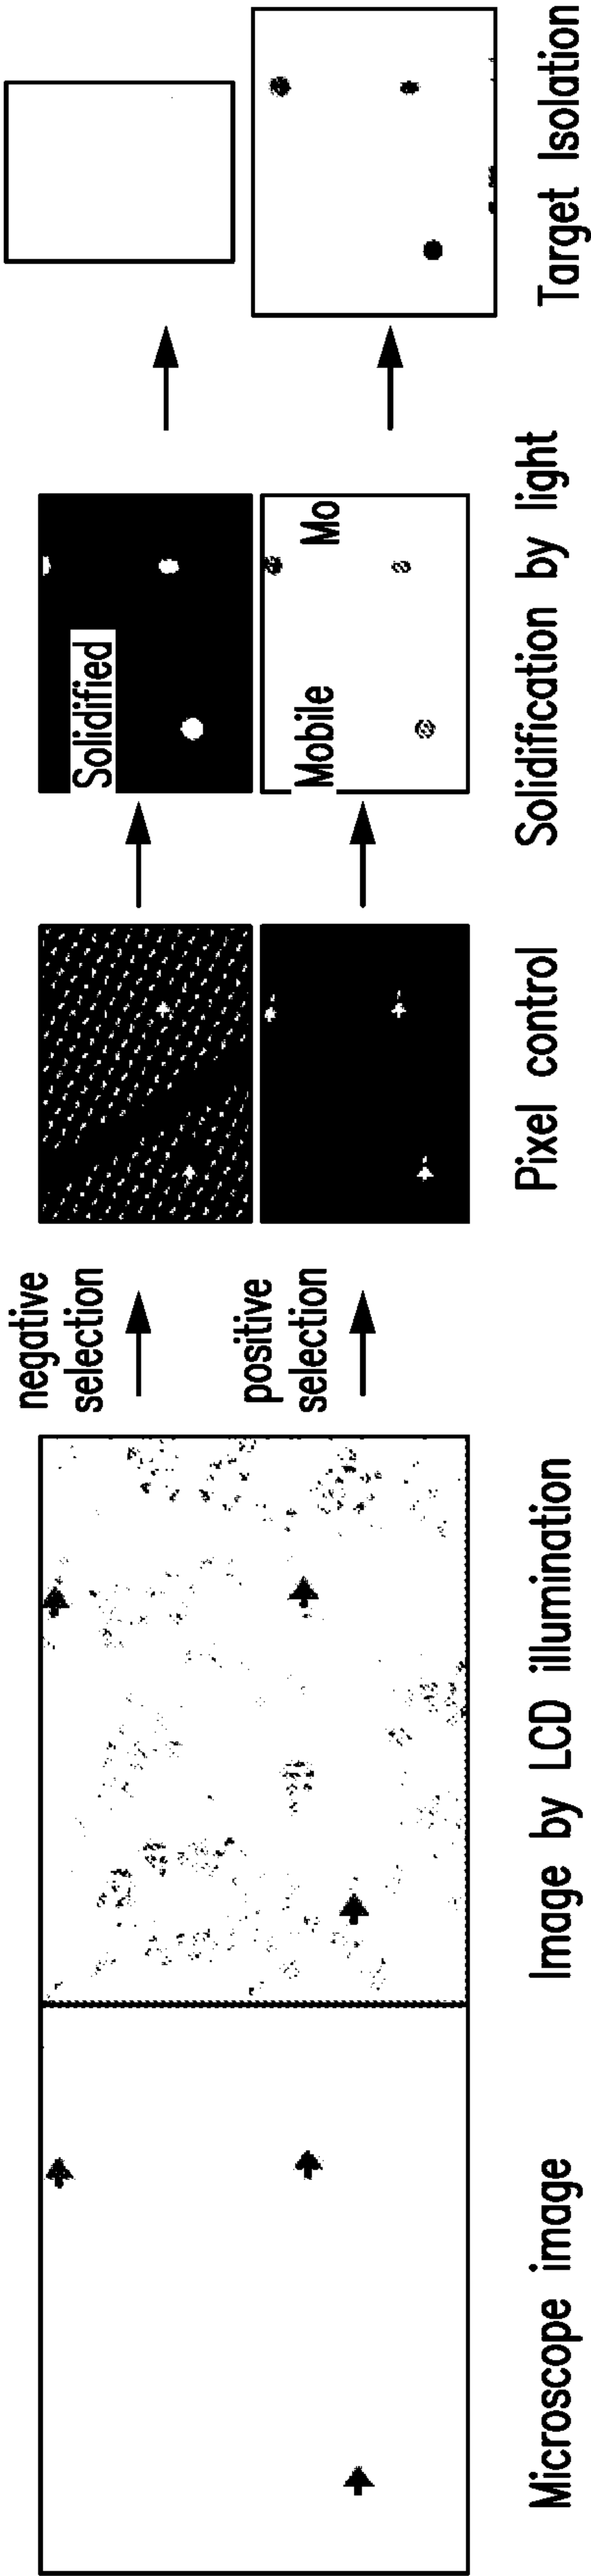 negative
selection
positive
selection
Solidified
Mobile
Mo
Microscope image
Image by LCD illumination
Pixel control
Solidification by light
Target Isolation